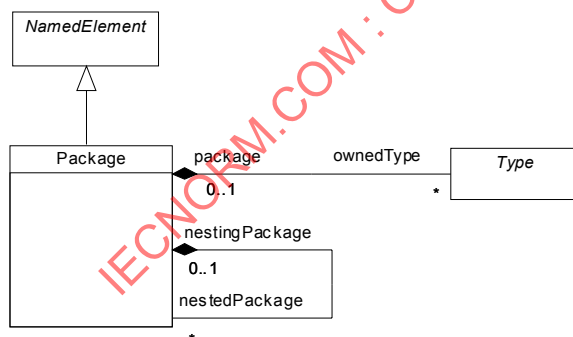 NamedElement
IECNORM.COM : C
Package
package
ownedType
Type
0..1
*
nestingPackage
0..1
nestedPackage
*